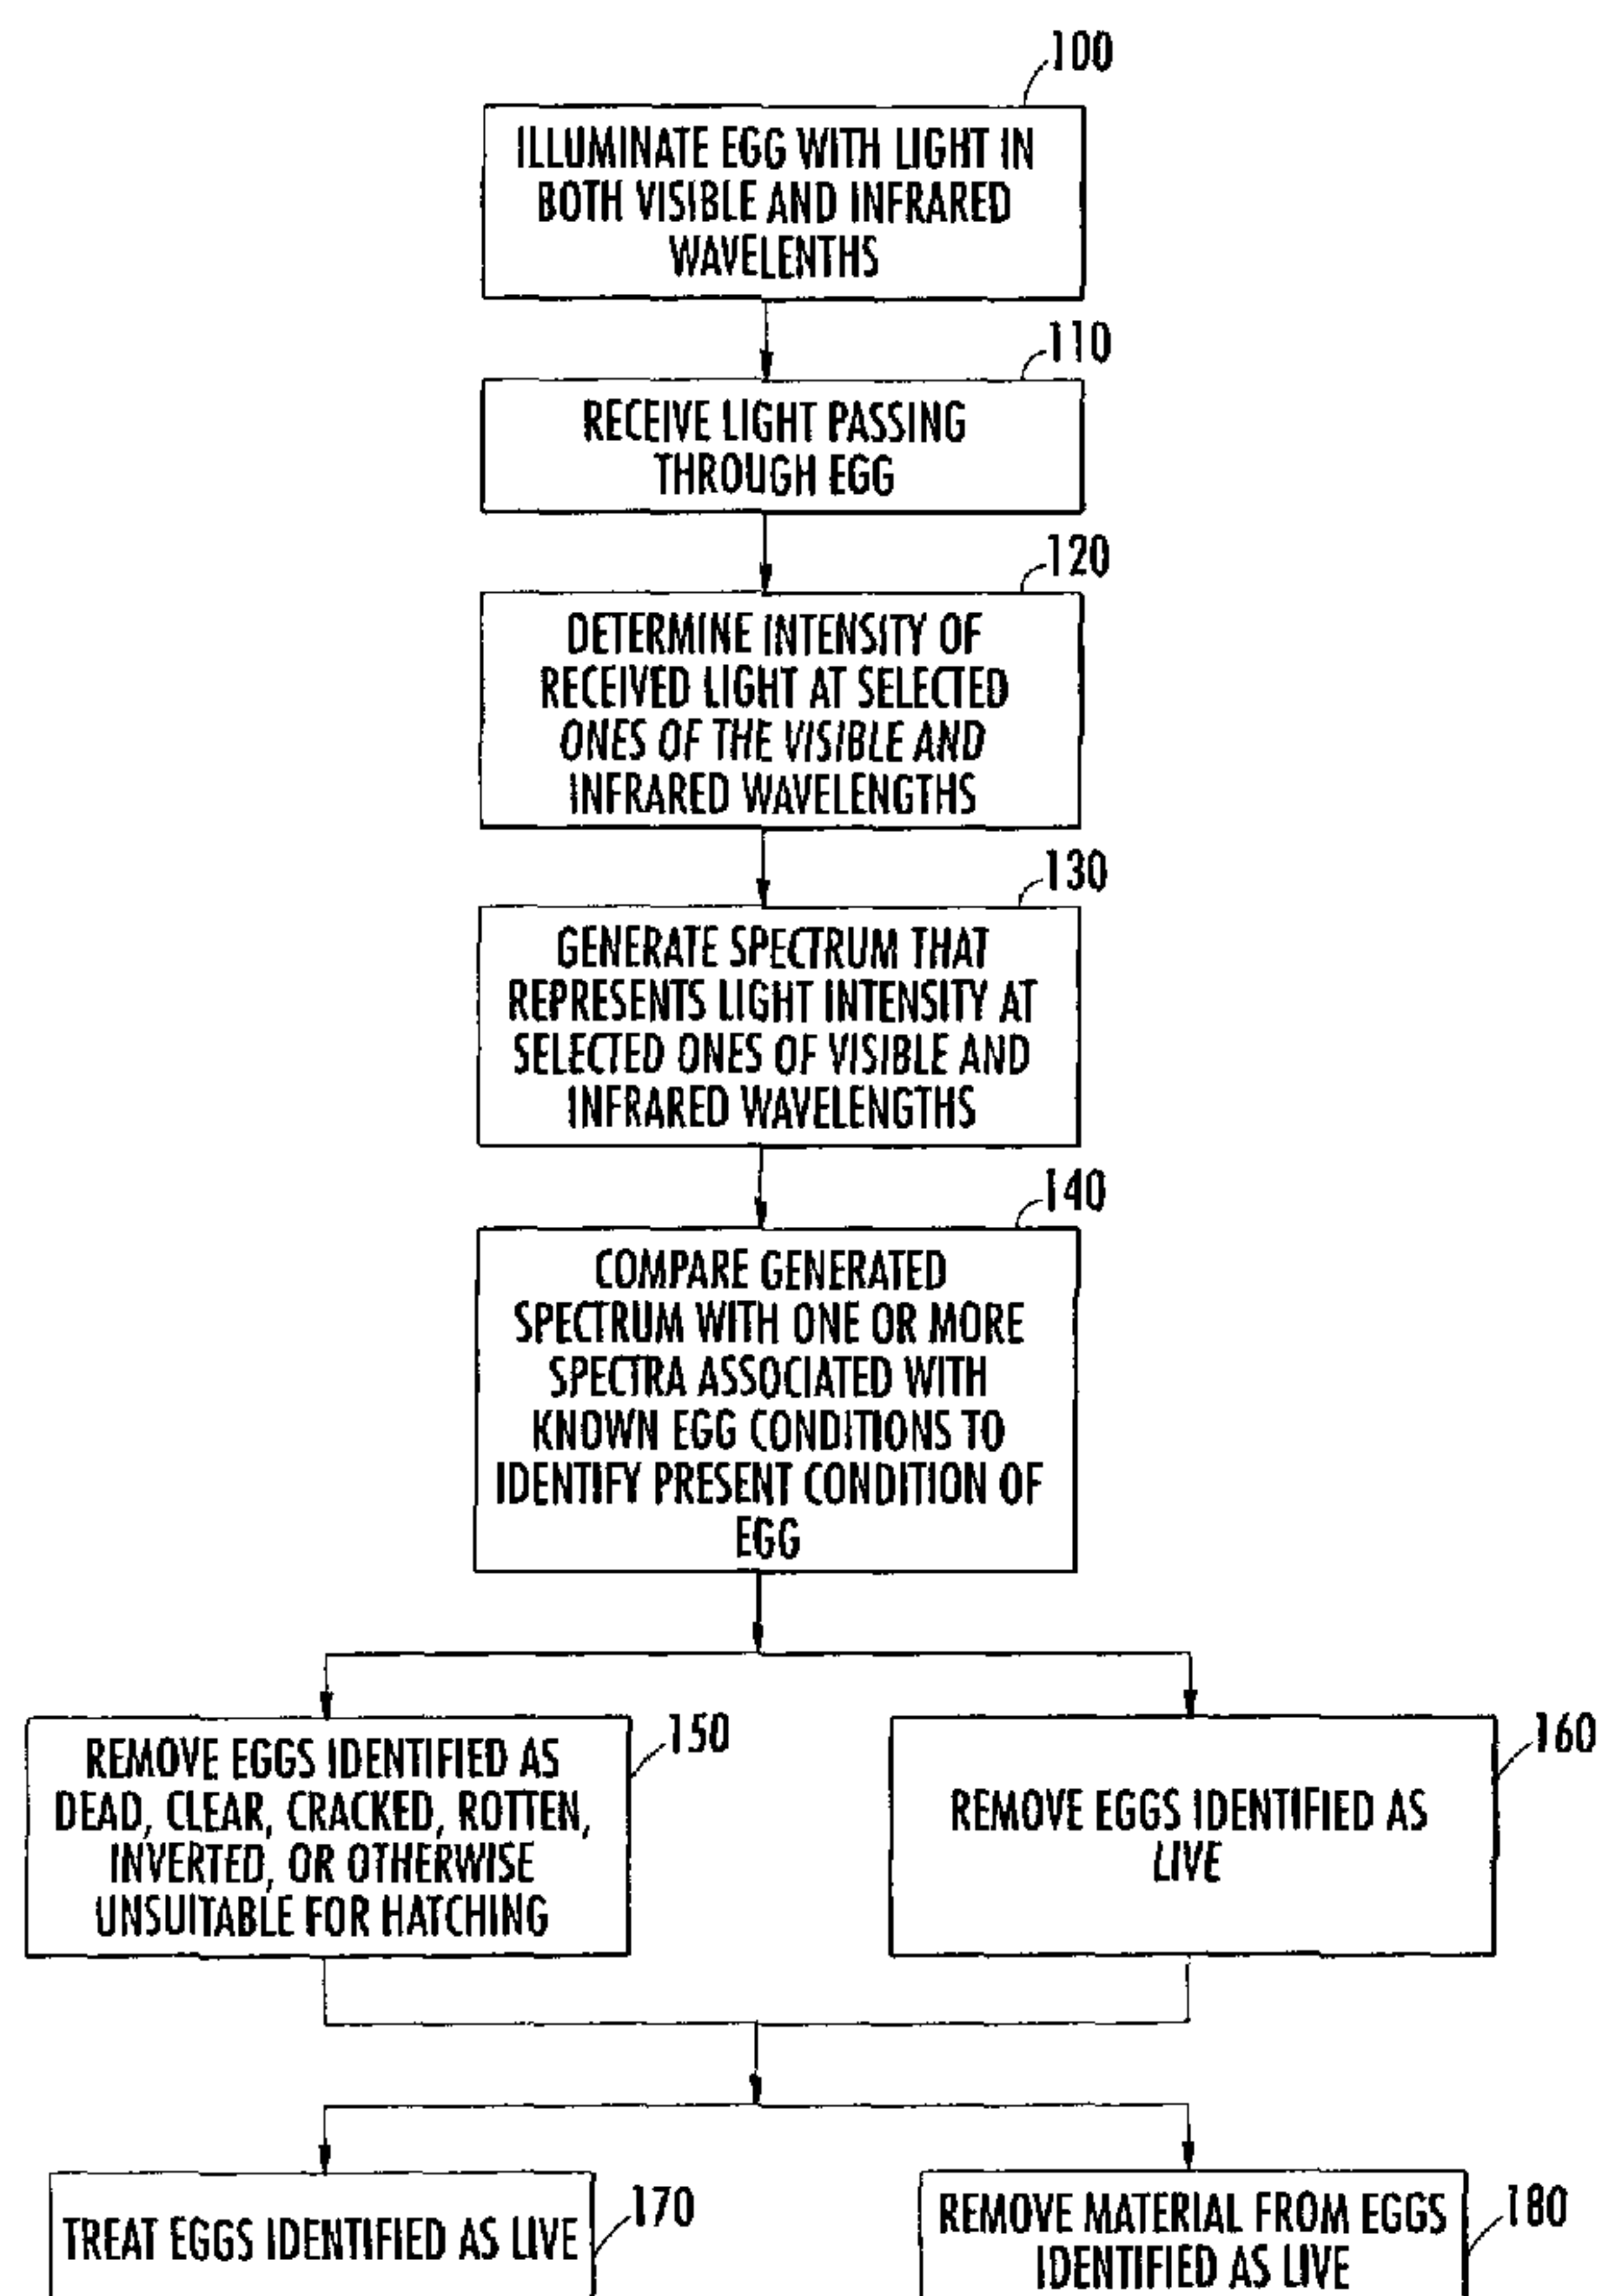 100
ILLUMINATE EGG WITH LIGHT IN
BOTH VISIBLE AND INFRARED
WAVELENTHS
110
RECEIVE LIGHT PASSING
THROUGH EGG
120
DETERMINE INTENSITY OF
RECEIVED LIGHT AT SELECTED
ONES OF THE VISIBLE AND
INFRARED WAVELENGTHS
130
GENERATE SPECTRUM THAT
REPRESENTS LIGHT INTENSITY AT
SELECTED ONES OF VISIBLE AND
INFRARED WAVELENGTHS
140
COMPARE GENERATED
SPECTRUM WITH ONE OR MORE
SPECTRA ASSOCIATED WITH
KNOWN EGG CONDITIONS TO
IDENTIFY PRESENT CONDITION OF
EGG
150
REMOVE EGGS IDENTIFIED AS
DEAD, CLEAR, CRACKED, ROTTEN,
INVERTED, OR OTHERWISE
UNSUITABLE FOR HATCHING
160
REMOVE EGGS IDENTIFIED AS
LIVE
170
TREAT EGGS IDENTIFIED AS LIVE
180
REMOVE MATERIAL FROM EGGS
IDENTIFIED AS LIVE